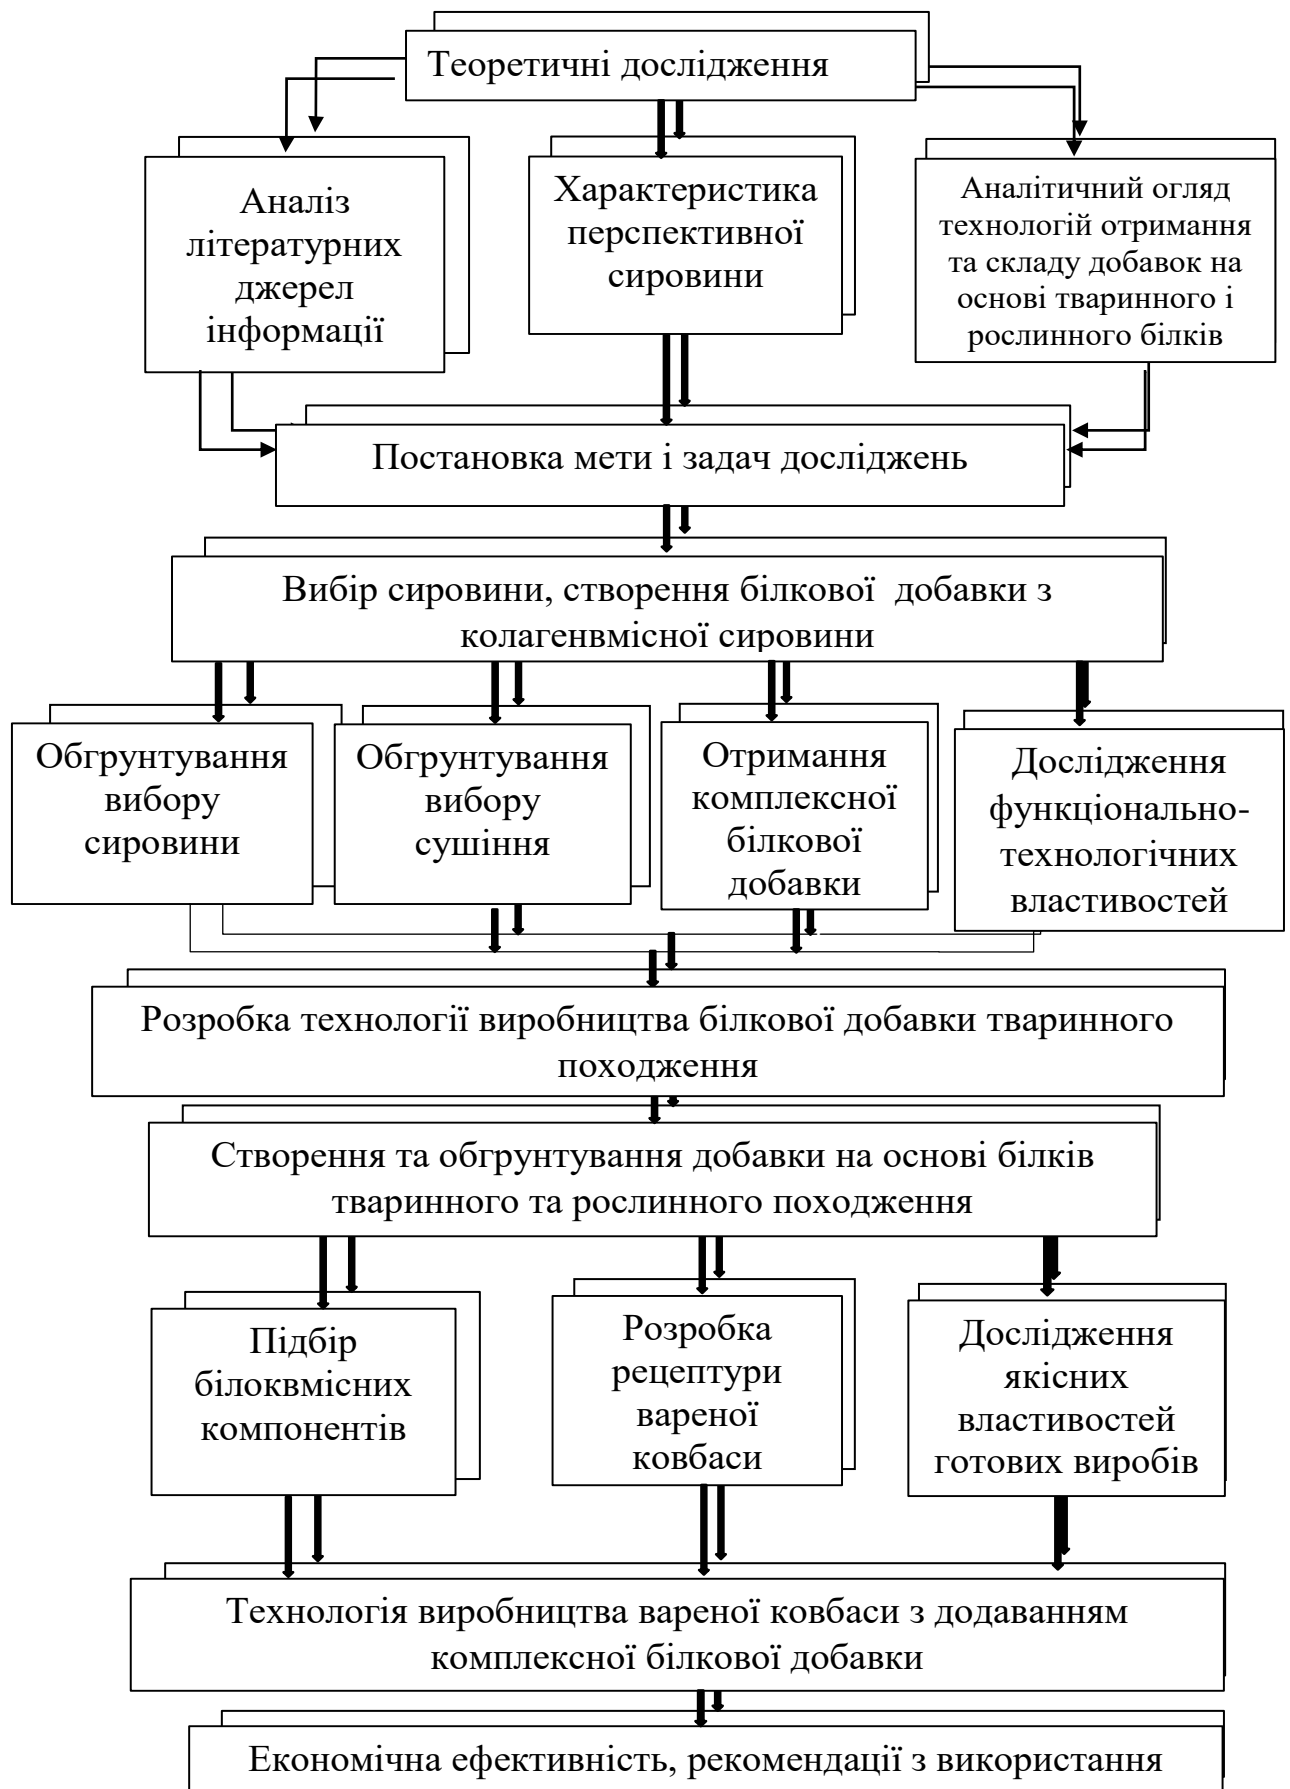 Теоретичні дослідження
Аналіз
літературних
джерел
інформації
Характеристика
перспективної
сировини
Аналітичний огляд
технологій отримання
та складу добавок на
основі тваринного і
рослинного білків
Постановка мети і задач досліджень
Вибір сировини, створення білкової добавки з
колагенвмісної сировини
Обгрунтування
вибору
сировини
Обгрунтування
вибору
сушіння
Отримання
комплексної
білкової
добавки
Дослідження
функціонально-
технологічних
властивостей
Розробка технології виробництва білкової добавки тваринного
походження
Створення та обгрунтування добавки на основі білків
тваринного та рослинного походження
Підбір
білоквмісних
компонентів
Розробка
рецептури
вареної
ковбаси
Дослідження
якісних
властивостей
готових виробів
Технологія виробництва вареної ковбаси з додаванням
комплексної білкової добавки
Економічна ефективність, рекомендації з використання